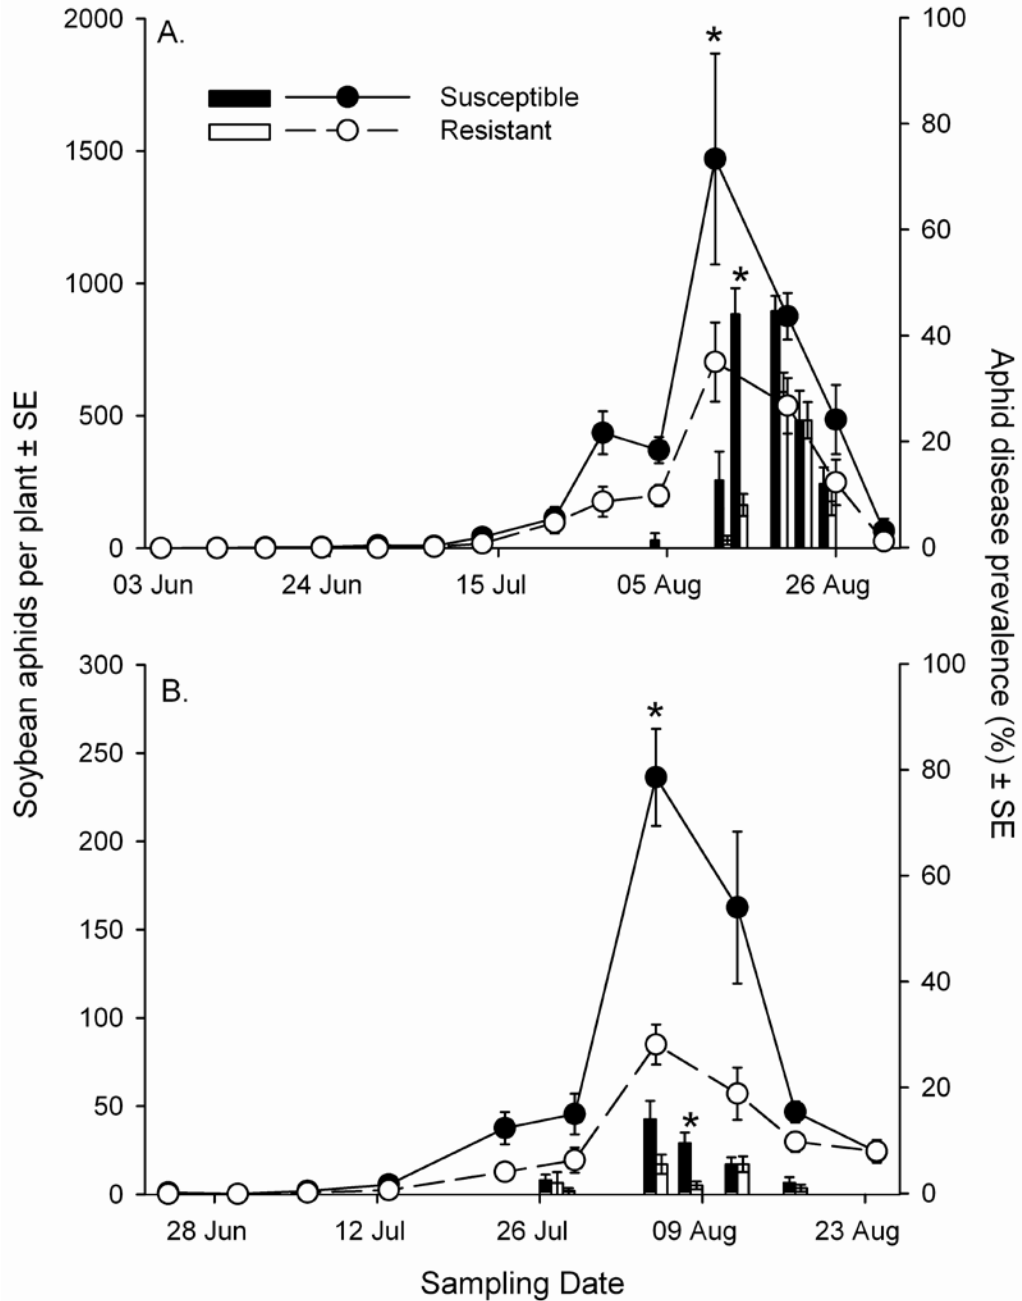 2000
1500
1000
500
0
100
80
60
40
20
0
A.
*
*
Susceptible
Resistant
03 Jun
24 Jun
15 Jul
05 Aug
26 Aug
Soybean aphids per plant ± SE
Aphid disease prevalence (%) ± SE
300
250
200
150
100
50
0
100
80
60
40
20
0
B.
*
*
28 Jun
12 Jul
26 Jul
09 Aug
23 Aug
Sampling Date